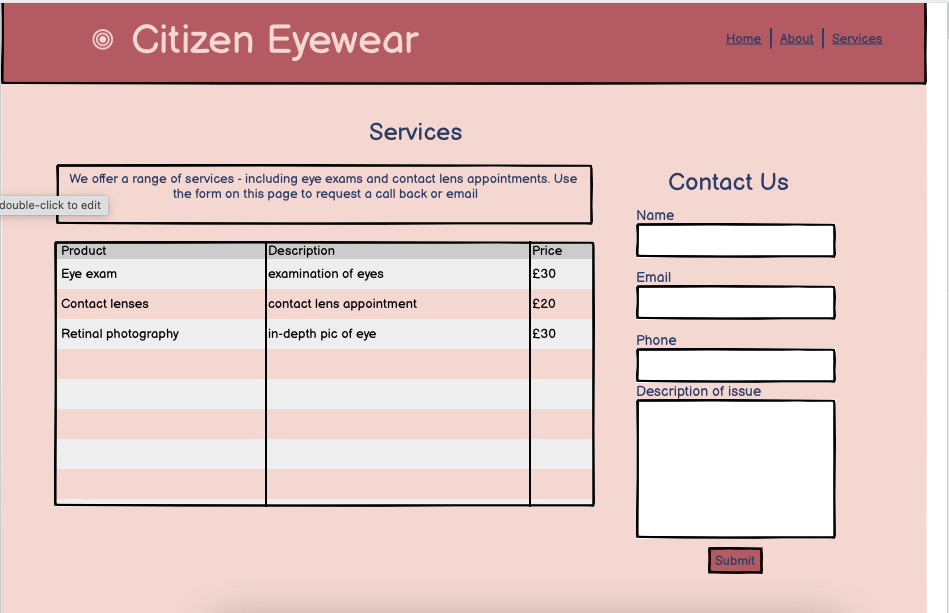 Citizen Eyewear
Home About Services
Services
We offer a range of services - including eye exams and contact lens appointments. Use
the form on this page to request a call back or email
double-click to edit
Product Description Price
Eye exam examination of eyes £30
Contact lenses contact lens appointment £20
Retinal photography in-depth pic of eye £30
Contact Us
Name
Email
Phone
Description of issue
Submit